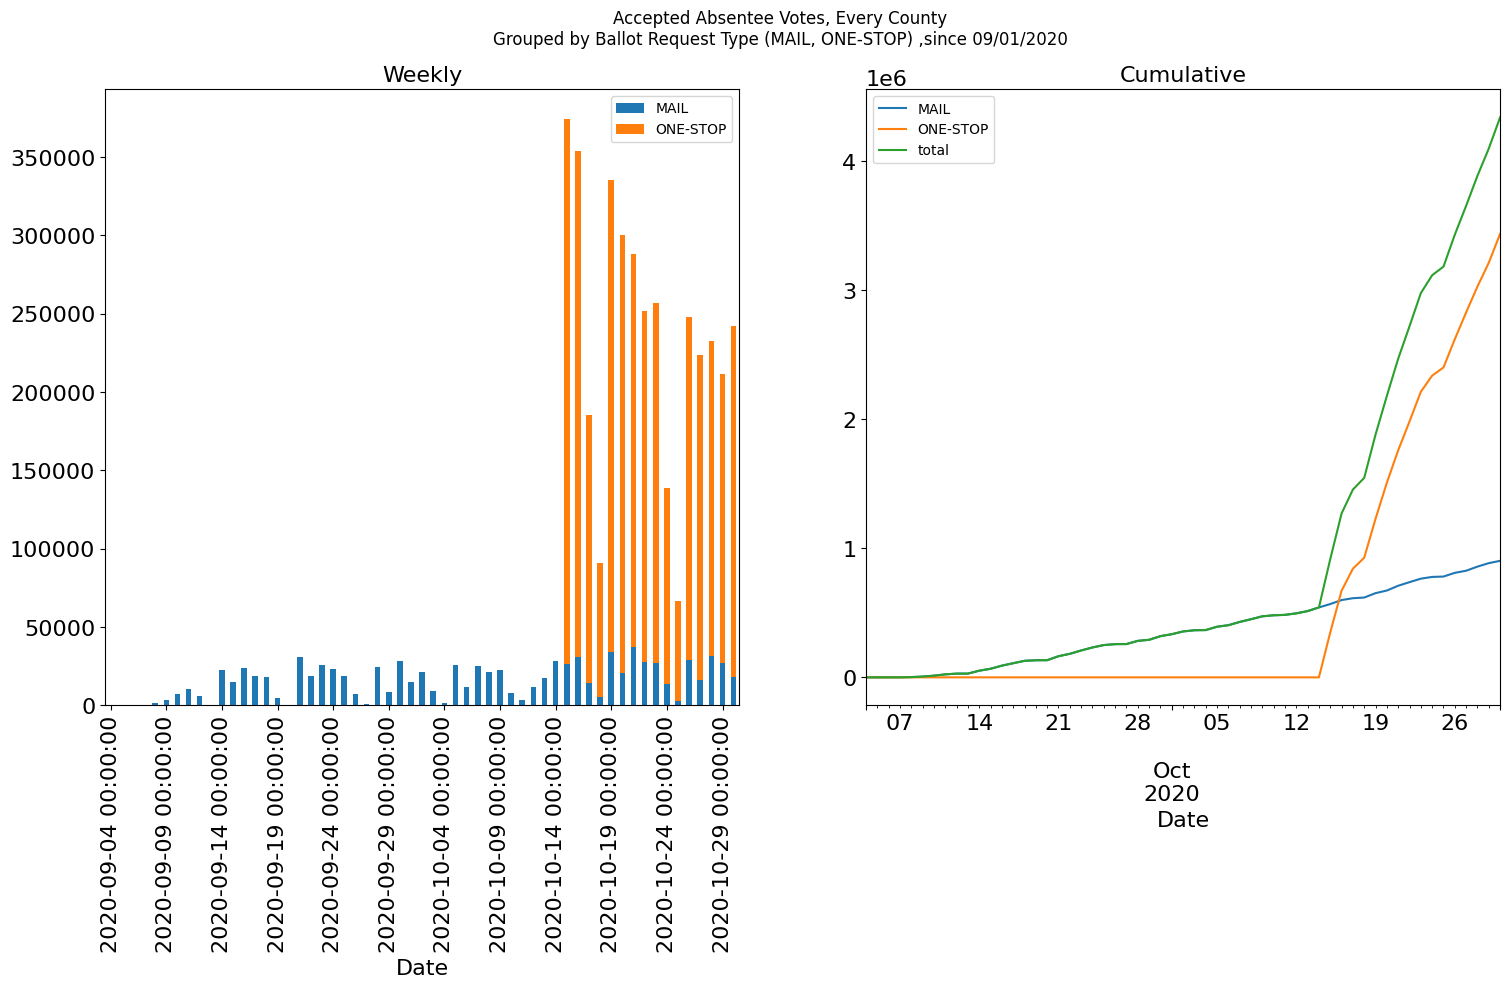 Accepted Absentee Votes, Every County
Grouped by Ballot Request Type (MAIL, ONE-STOP) ,since 09/01/2020
Weekly
MAIL
ONE-STOP
350000
300000
250000
200000
150000
100000
50000
0
2020-09-04 00:00:00
2020-09-09 00:00:00
2020-09-14 00:00:00
2020-09-19 00:00:00
2020-09-24 00:00:00
2020-09-29 00:00:00
2020-10-04 00:00:00
2020-10-09 00:00:00
2020-10-14 00:00:00
2020-10-19 00:00:00
2020-10-24 00:00:00
2020-10-29 00:00:00
Date
Cumulative
1e6
MAIL
ONE-STOP
total
4
3
2
1
0
07 14 21 28 05 12 19 26
Oct
2020
Date